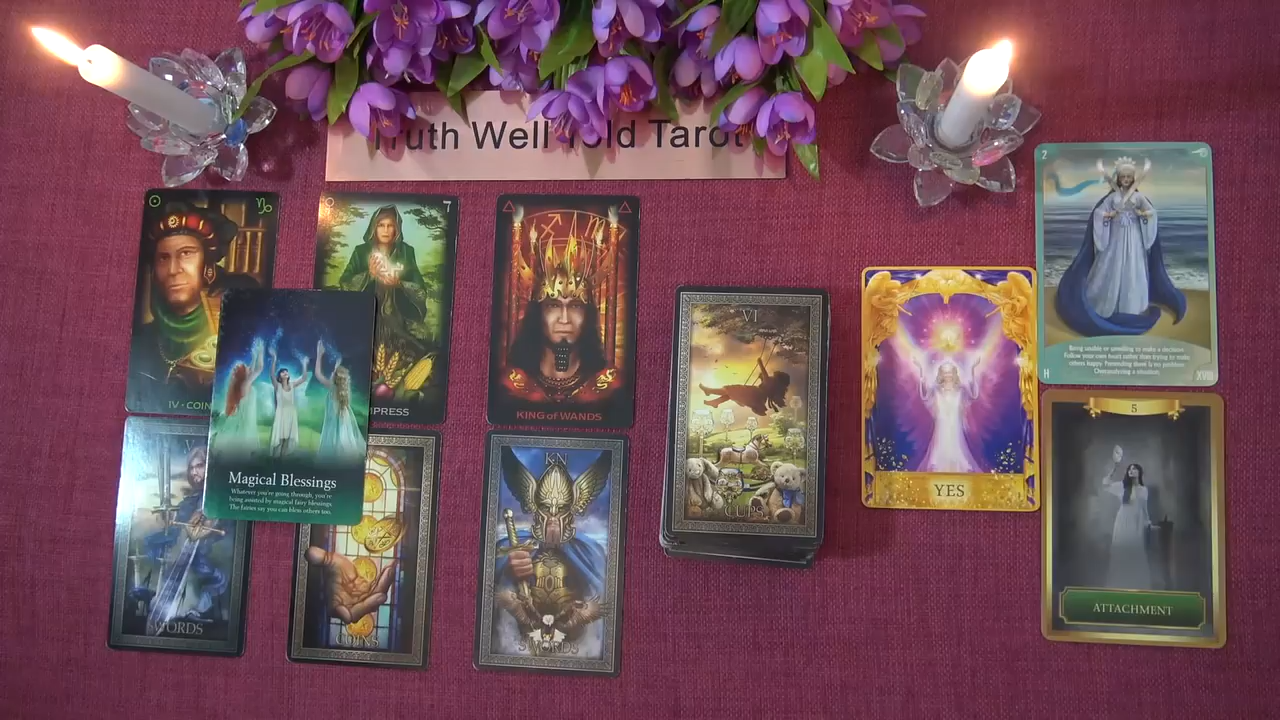 Truth Well Told Tarot
IV · COIN
7
PRESS
KING of WANDS
Magical Blessings
Whatever you're going through, you're
being assisted by magical fairy blessings.
The fairies say you can bless others too.
SWORDS
COINS
KN
SWORDS
VI
CUPS
YES
2
Being unable or unwilling to make a decision.
Follow your own heart rather than trying to make
others happy. Pretending there is no problem.
Overpondering a situation.
H
XVIII
5
ATTACHMENT